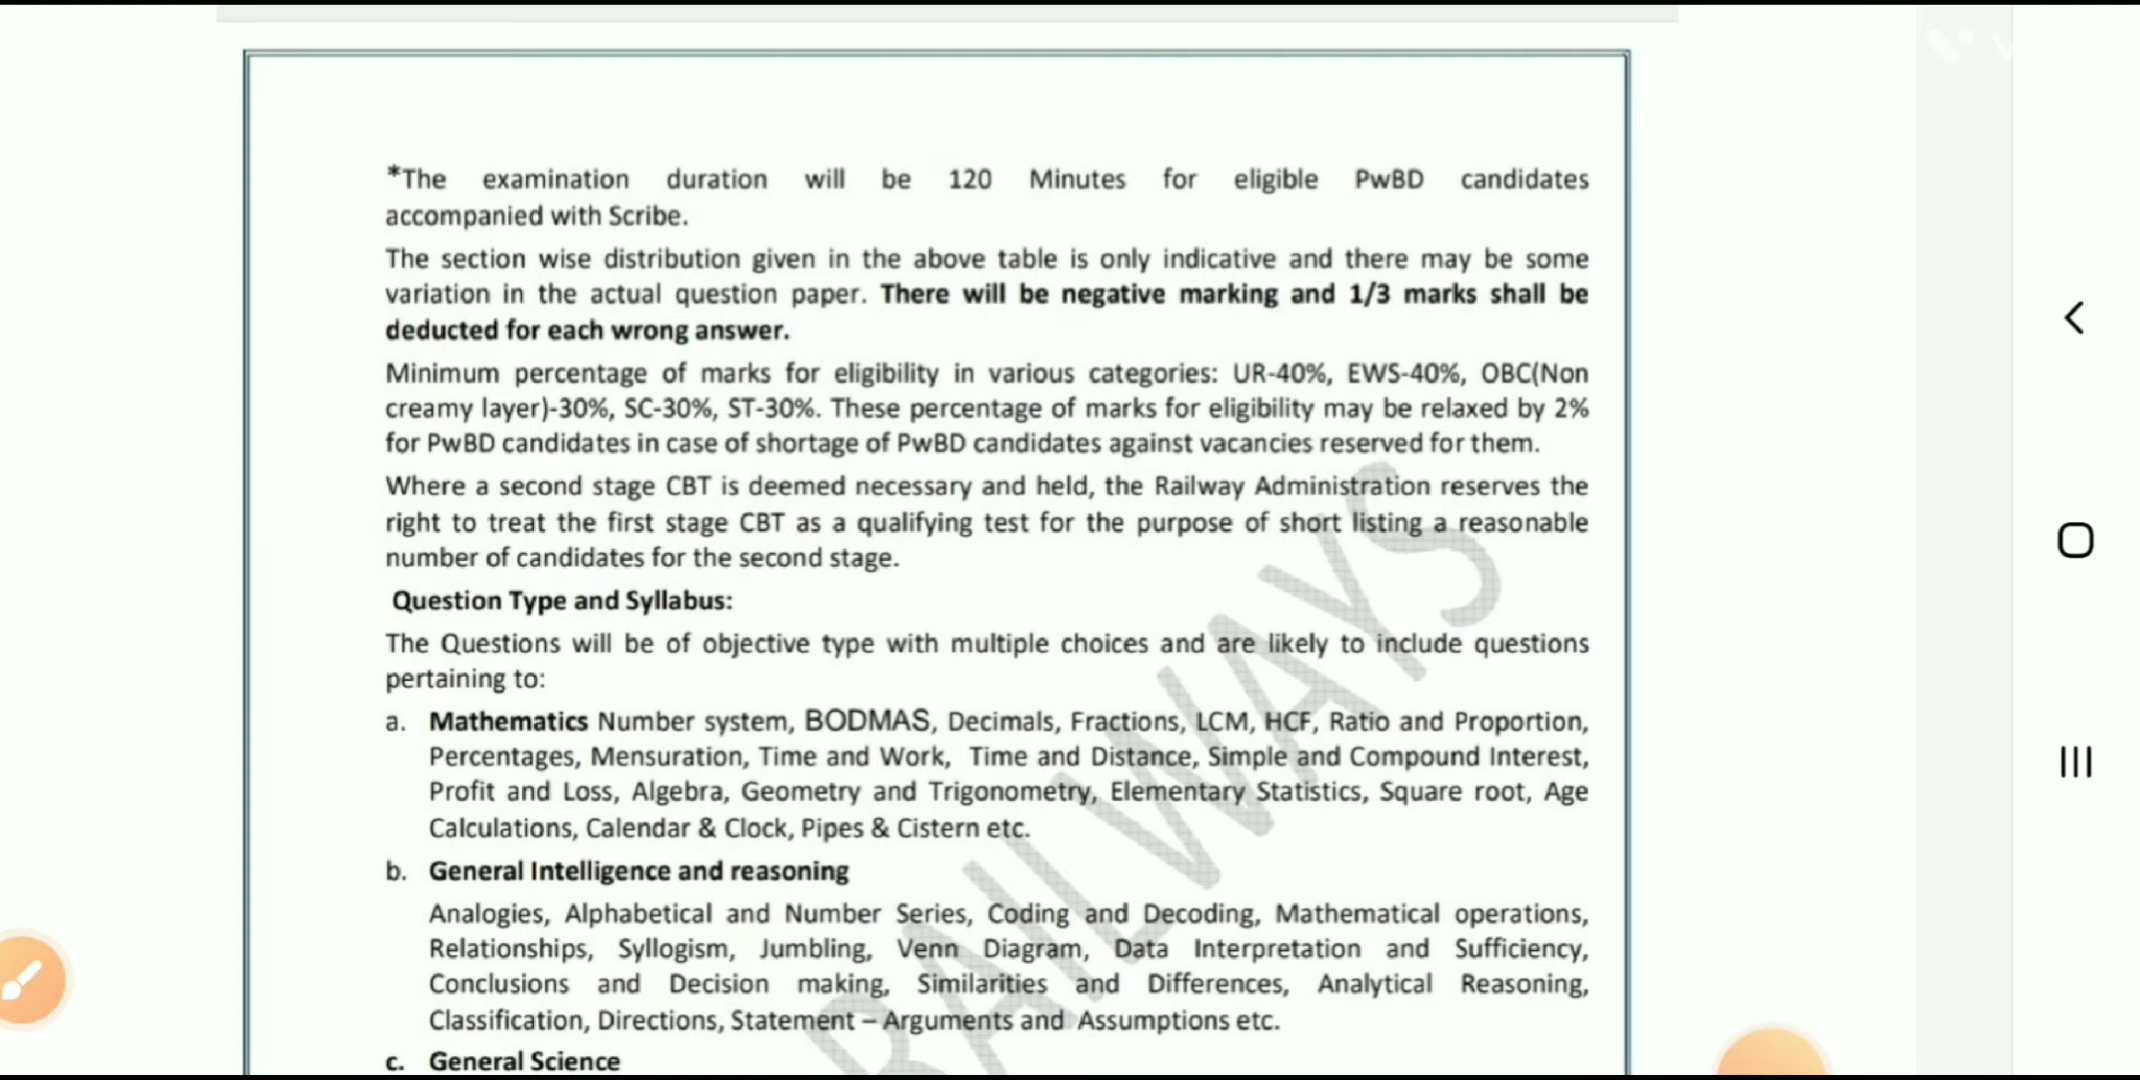 *The examination duration will be 120 Minutes for eligible PwBD candidates
accompanied with Scribe.
The section wise distribution given in the above table is only indicative and there may be some
variation in the actual question paper. There will be negative marking and 1/3 marks shall be
deducted for each wrong answer.
Minimum percentage of marks for eligibility in various categories: UR-40%, EWS-40%, OBC(Non
creamy layer)-30%, SC-30%, ST-30%. These percentage of marks for eligibility may be relaxed by 2%
for PwBD candidates in case of shortage of PwBD candidates against vacancies reserved for them.
Where a second stage CBT is deemed necessary and held, the Railway Administration reserves the
right to treat the first stage CBT as a qualifying test for the purpose of short listing a reasonable
number of candidates for the second stage.
Question Type and Syllabus:
The Questions will be of objective type with multiple choices and are likely to include questions
pertaining to:
a. Mathematics Number system, BODMAS, Decimals, Fractions, LCM, HCF, Ratio and Proportion,
Percentages, Mensuration, Time and Work, Time and Distance, Simple and Compound Interest,
Profit and Loss, Algebra, Geometry and Trigonometry, Elementary Statistics, Square root, Age
Calculations, Calendar & Clock, Pipes & Cistern etc.
b. General Intelligence and reasoning
Analogies, Alphabetical and Number Series, Coding and Decoding, Mathematical operations,
Relationships, Syllogism, Jumbling, Venn Diagram, Data Interpretation and Sufficiency,
Conclusions and Decision making, Similarities and Differences, Analytical Reasoning,
Classification, Directions, Statement – Arguments and Assumptions etc.
c. General Science
RAILWAYS